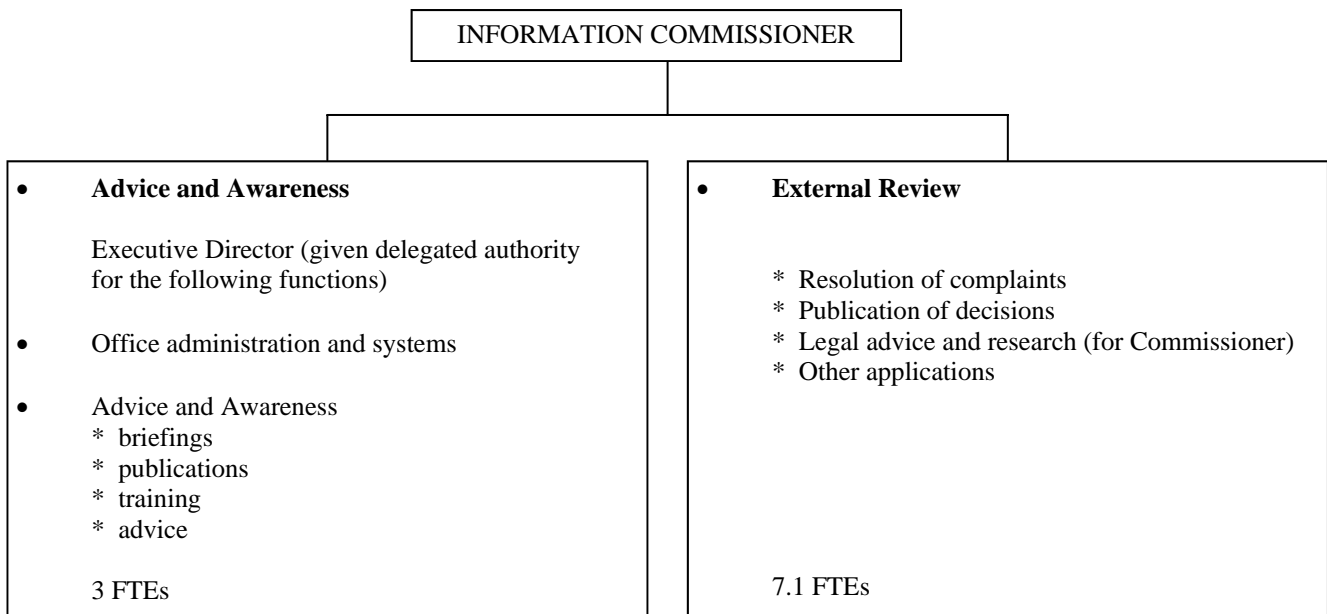 INFORMATION COMMISSIONER
• Advice and Awareness
Executive Director (given delegated authority
for the following functions)
• Office administration and systems
• Advice and Awareness
* briefings
* publications
* training
* advice
3 FTEs
• External Review
* Resolution of complaints
* Publication of decisions
* Legal advice and research (for Commissioner)
* Other applications
7.1 FTEs